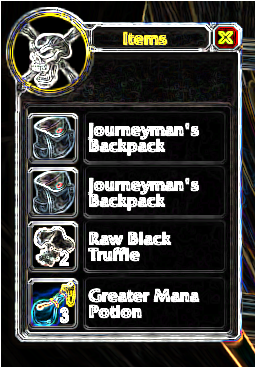 Items
Journeyman's
Backpack
Journeyman's
Backpack
Raw Black
Truffle
2
Greater Mana
Potion
3